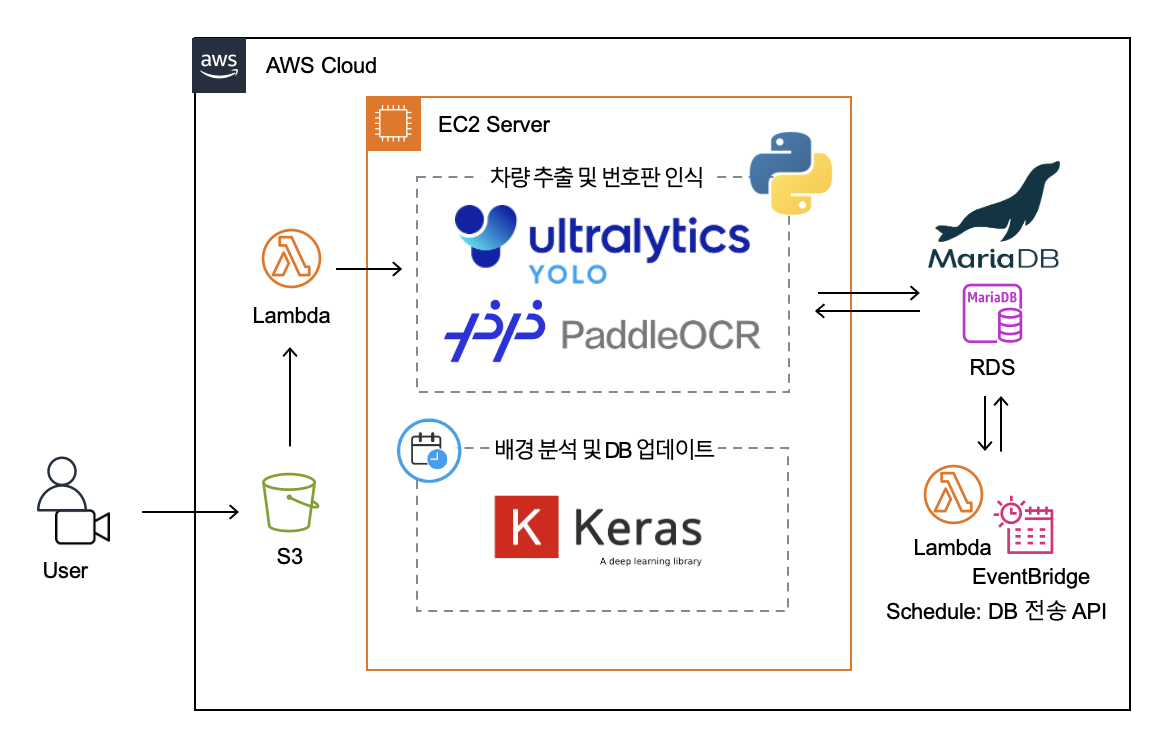 aws
AWS Cloud
EC2 Server
차량 추출 및 번호판 인식
ultralytics
YOLO
PaddleOCR
Lambda
MariaDB
MariaDB
RDS
배경 분석 및 DB 업데이트
K Keras
A deep learning library
User
S3
Lambda
EventBridge
Schedule: DB 전송 API